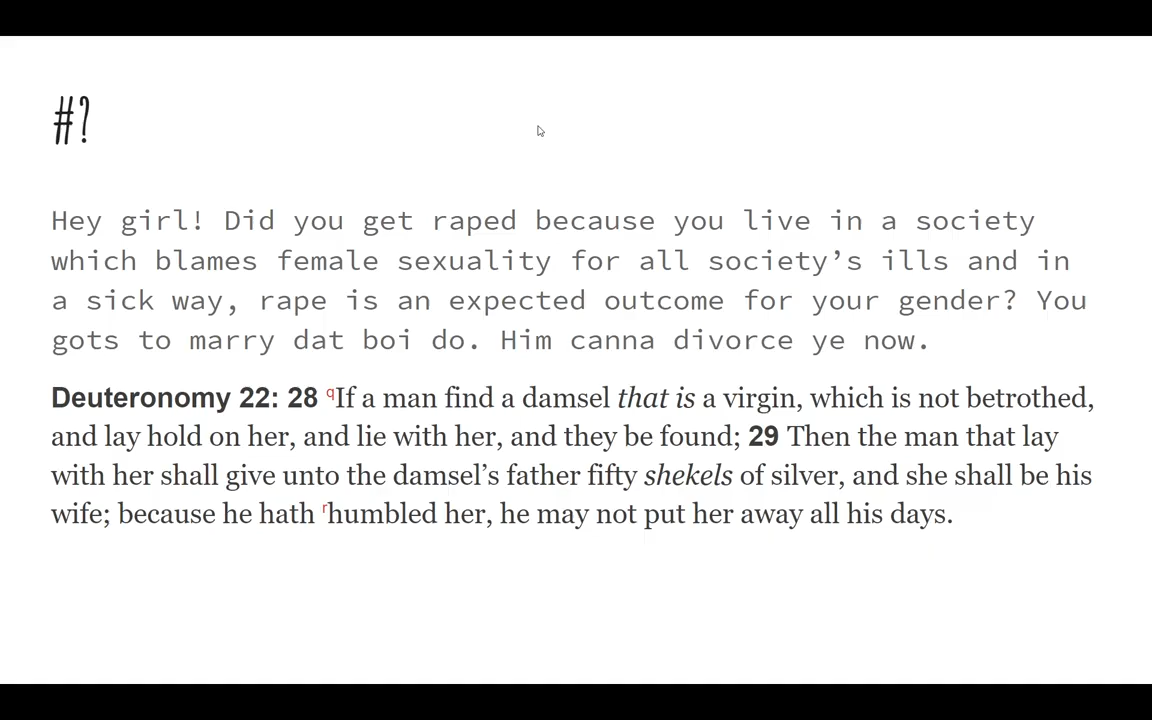 #?
Hey girl! Did you get raped because you live in a society
which blames female sexuality for all society’s ills and in
a sick way, rape is an expected outcome for your gender? You
gots to marry dat boi do. Him canna divorce ye now.
Deuteronomy 22: 28 qIf a man find a damsel that is a virgin, which is not betrothed,
and lay hold on her, and lie with her, and they be found; 29 Then the man that lay
with her shall give unto the damsel’s father fifty shekels of silver, and she shall be his
wife; because he hath rhumbled her, he may not put her away all his days.